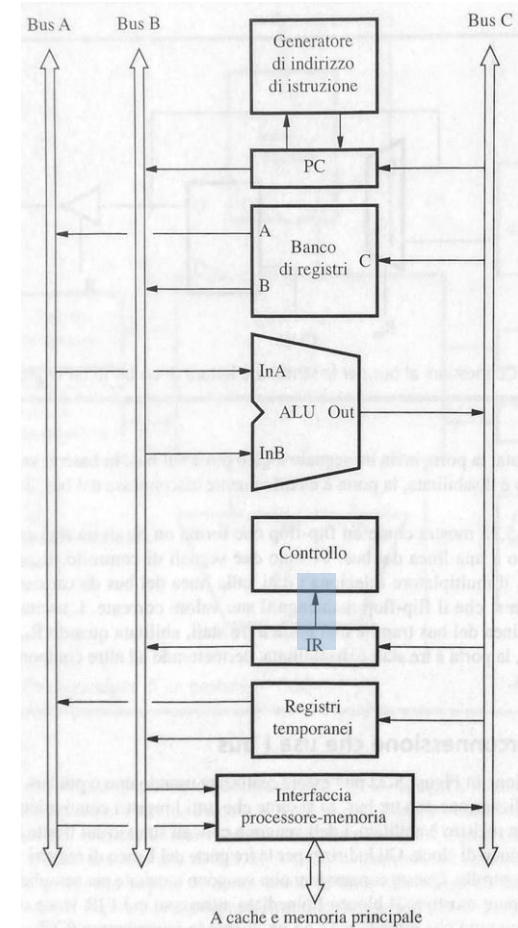 Bus A
Bus B
Bus C
Generatore
di indirizzo
di istruzione
PC
A
Banco
di registri
C
B
InA
ALU
Out
InB
Controllo
IR
Registri
temporanei
Interfaccia
processore-memoria
A cache e memoria principale